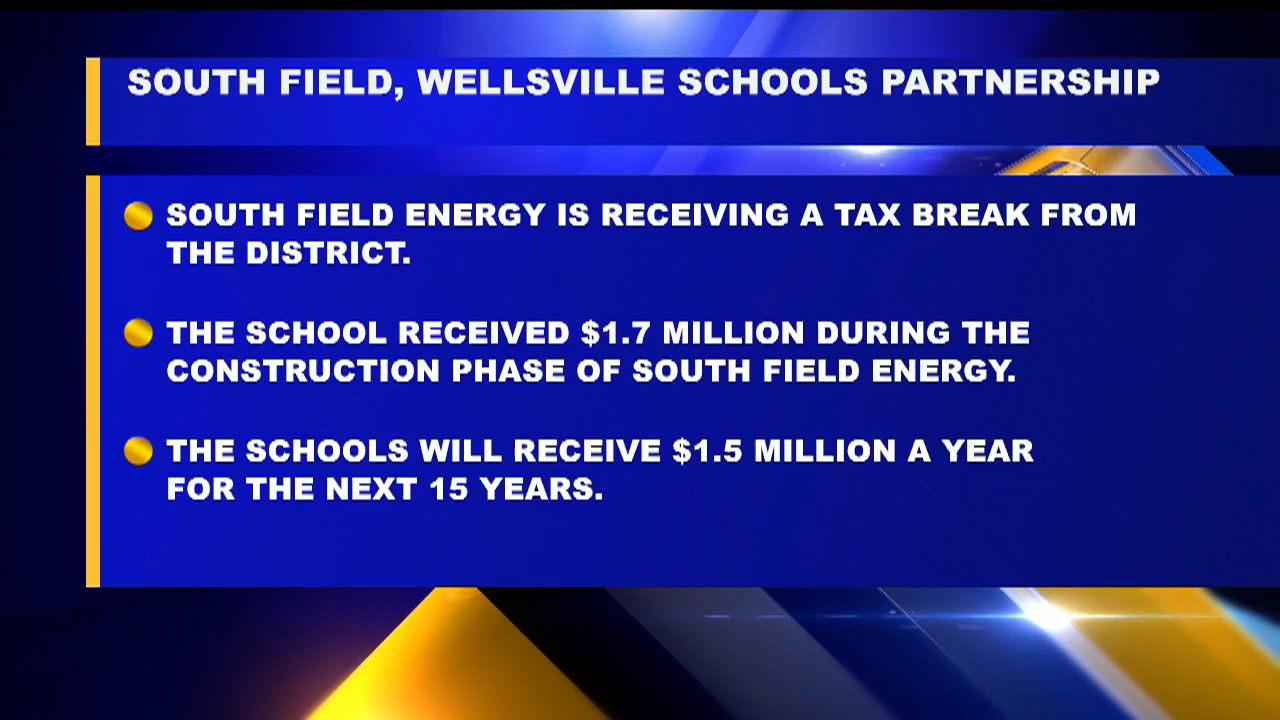 SOUTH FIELD, WELLSVILLE SCHOOLS PARTNERSHIP
SOUTH FIELD ENERGY IS RECEIVING A TAX BREAK FROM
THE DISTRICT.
THE SCHOOL RECEIVED $1.7 MILLION DURING THE
CONSTRUCTION PHASE OF SOUTH FIELD ENERGY.
THE SCHOOLS WILL RECEIVE $1.5 MILLION A YEAR
FOR THE NEXT 15 YEARS.